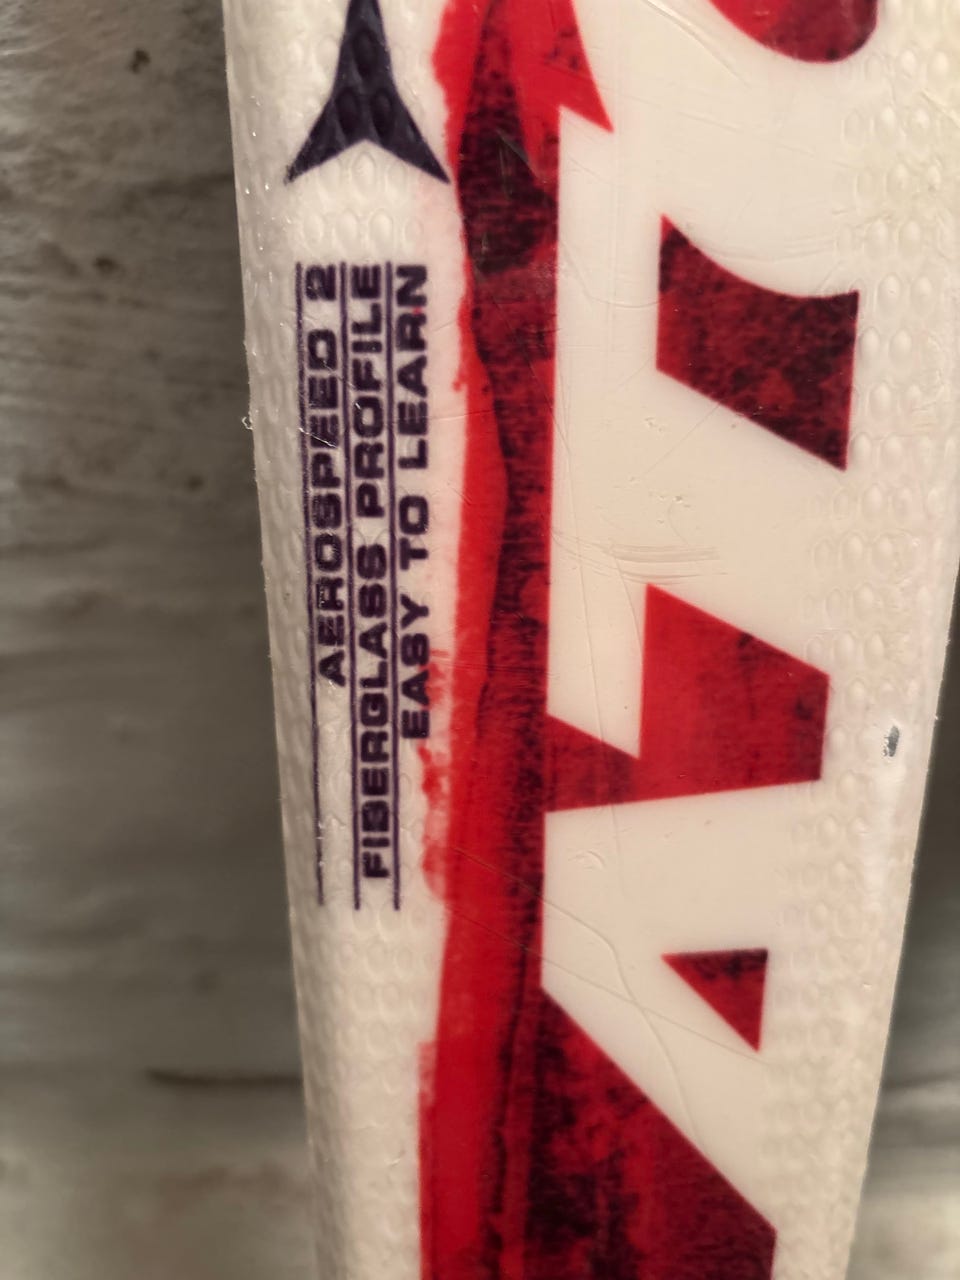 AEROSPEED 2
FIBERGLASS PROFILE
EASY TO LEARN